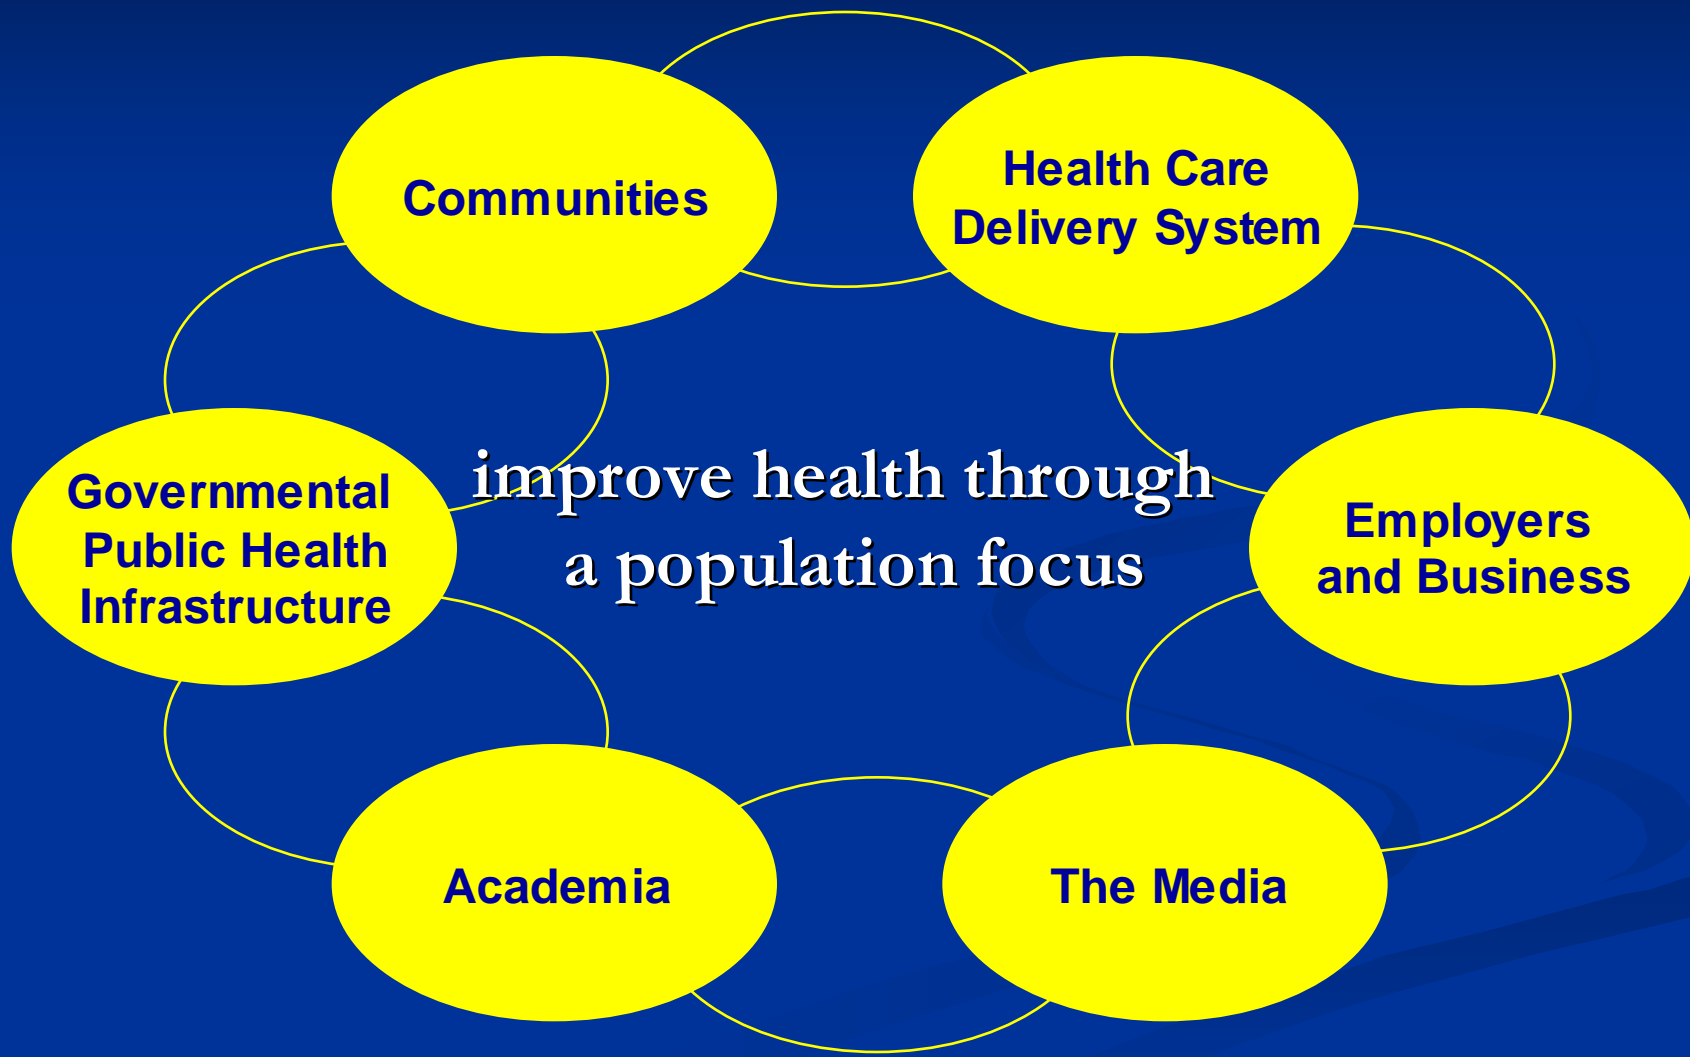 Communities
Health Care
Delivery System
Governmental
Public Health
Infrastructure
improve health through
a population focus
Employers
and Business
Academia
The Media